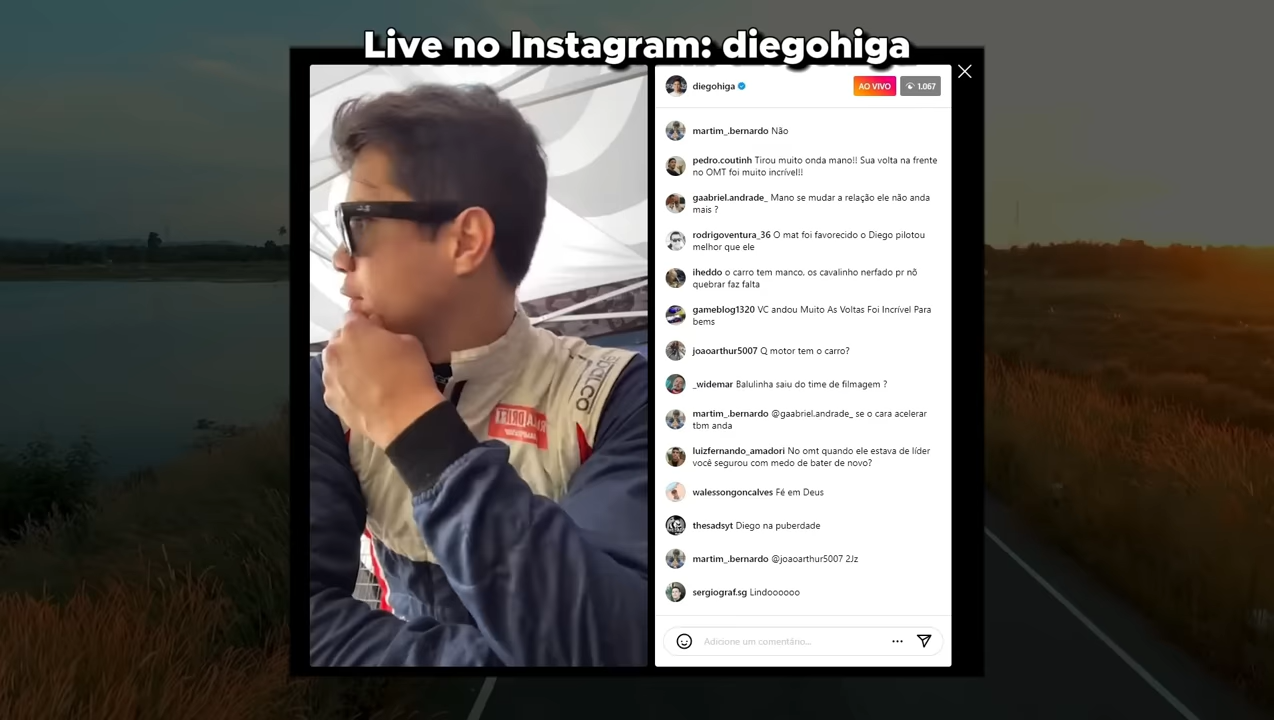 Live no Instagram: diegohiga
diegohiga
AO VIVO
1.067
martim_.bernardo Não
pedro.coutinh Tirou muito onda mano!! Sua volta na frente
no OMT foi muito incrível!!
gaabriel.andrade_ Mano se mudar a relação ele não anda
mais ?
rodrigoventura_36 O mat foi favorecido o Diego pilotou
melhor que ele
iheddo o carro tem manco, os cavalinho nerfado pr nõ
quebrar faz falta
gameblog1320 VC andou Muito As Voltas Foi Incrível Para
bems
joaoarthur5007 Q motor tem o carro?
_widemar Balulinha saiu do time de filmagem ?
martim_.bernardo @gaabriel.andrade_ se o cara acelerar
tbm anda
luizfernando_amadori No omt quando ele estava de líder
você segurou com medo de bater de novo?
walessongoncalves Fé em Deus
thesadsyt Diego na puberdade
martim_.bernardo @joaoarthur5007 2Jz
sergiograf.sg Lindoooooo
Adicione um comentário...
sparco